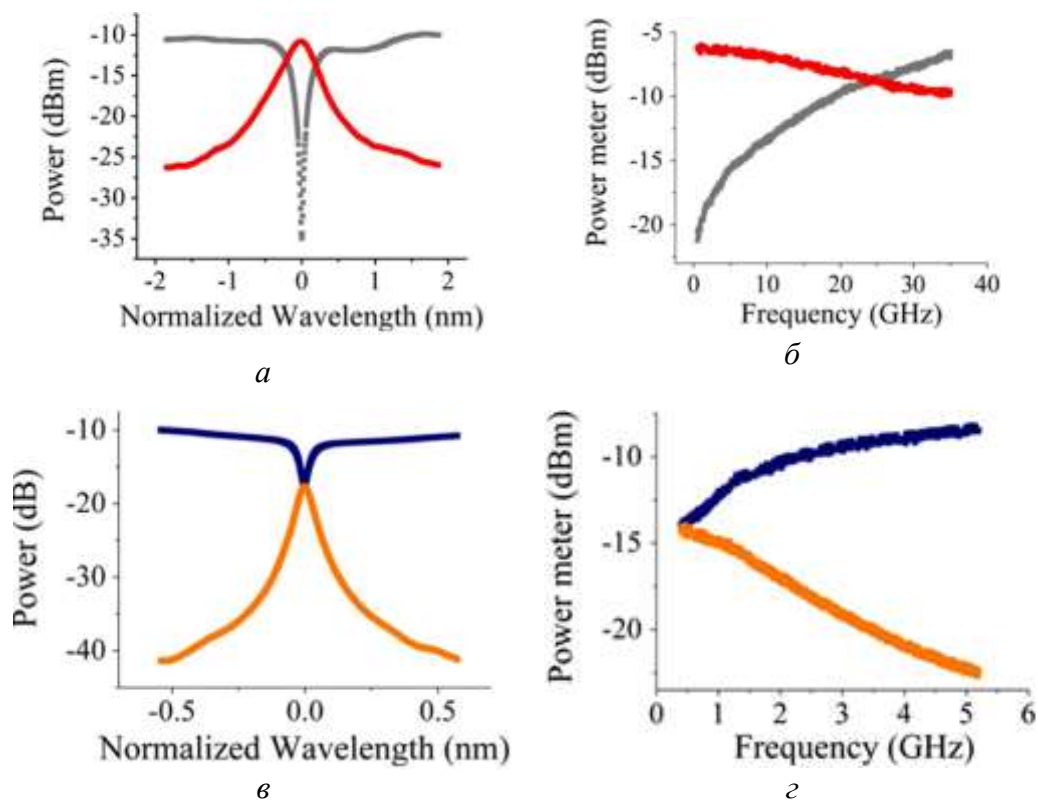 Power (dBm)
-10
-15
-20
-25
-30
-35
-2 -1 0 1 2
Normalized Wavelength (nm)
а
Power meter (dBm)
-5
-10
-15
-20
0 10 20 30 40
Frequency (GHz)
б
Power (dB)
-10
-20
-30
-40
-0.5 0.0 0.5
Normalized Wavelength (nm)
в
Power meter (dBm)
-10
-15
-20
0 1 2 3 4 5 6
Frequency (GHz)
г